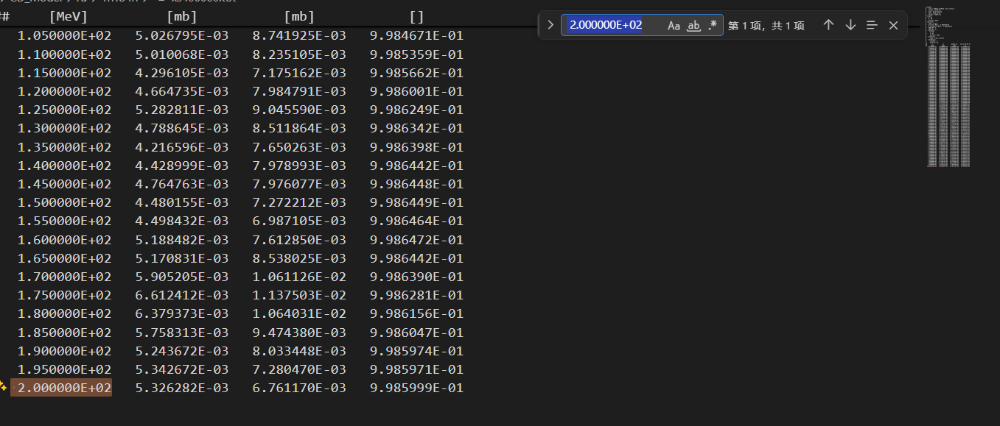 ## [MeV] [mb] [mb] []
2.000000E+02 Aa ab .* 第 1 项，共 1 项
1.050000E+02 5.026795E-03 8.741925E-03 9.984671E-01
1.100000E+02 5.010068E-03 8.235105E-03 9.985359E-01
1.150000E+02 4.296105E-03 7.175162E-03 9.985662E-01
1.200000E+02 4.664735E-03 7.984791E-03 9.986001E-01
1.250000E+02 5.282811E-03 9.045590E-03 9.986249E-01
1.300000E+02 4.788645E-03 8.511864E-03 9.986342E-01
1.350000E+02 4.216596E-03 7.650263E-03 9.986398E-01
1.400000E+02 4.428999E-03 7.978993E-03 9.986442E-01
1.450000E+02 4.764763E-03 7.976077E-03 9.986448E-01
1.500000E+02 4.480155E-03 7.272212E-03 9.986449E-01
1.550000E+02 4.498432E-03 6.987105E-03 9.986464E-01
1.600000E+02 5.188482E-03 7.612850E-03 9.986472E-01
1.650000E+02 5.170831E-03 8.538025E-03 9.986442E-01
1.700000E+02 5.905205E-03 1.061126E-02 9.986390E-01
1.750000E+02 6.612412E-03 1.137503E-02 9.986281E-01
1.800000E+02 6.379373E-03 1.064031E-02 9.986156E-01
1.850000E+02 5.758313E-03 9.474380E-03 9.986047E-01
1.900000E+02 5.243672E-03 8.033448E-03 9.985974E-01
1.950000E+02 5.342672E-03 7.280470E-03 9.985971E-01
2.000000E+02 5.326282E-03 6.761170E-03 9.985999E-01